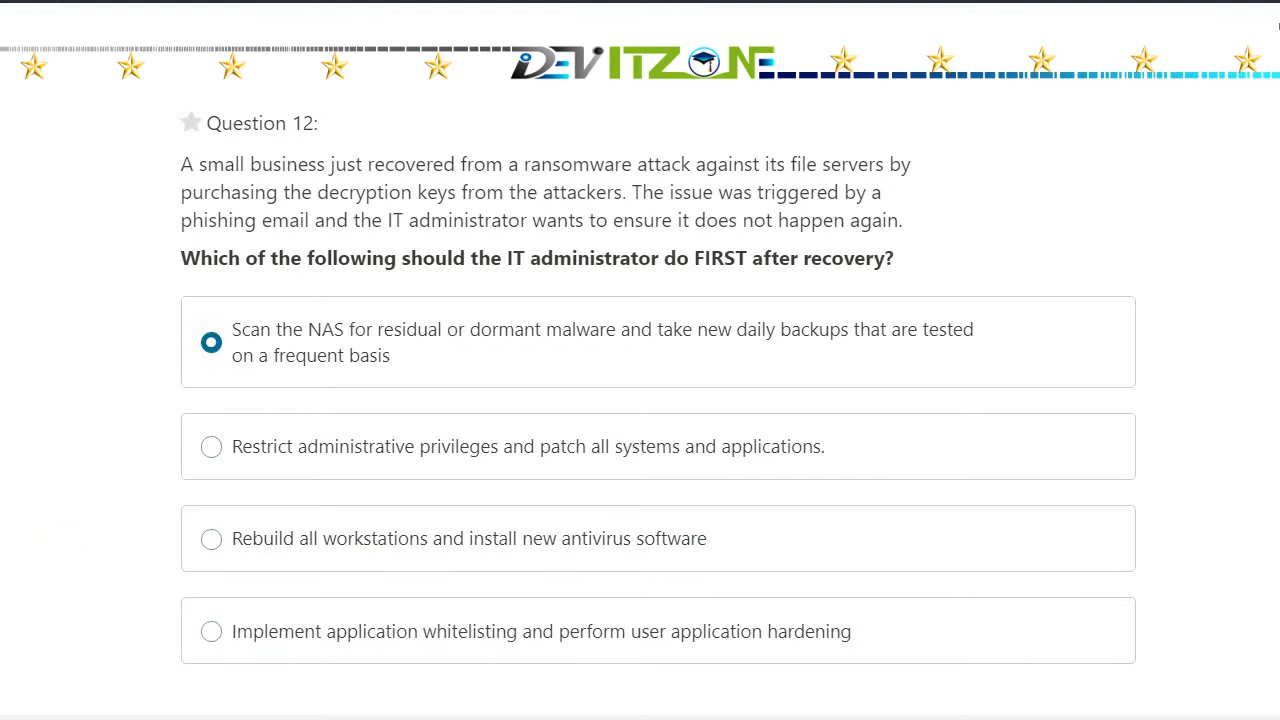 iDEV ITZONE
Question 12:
A small business just recovered from a ransomware attack against its file servers by
purchasing the decryption keys from the attackers. The issue was triggered by a
phishing email and the IT administrator wants to ensure it does not happen again.
Which of the following should the IT administrator do FIRST after recovery?
Scan the NAS for residual or dormant malware and take new daily backups that are tested
on a frequent basis
Restrict administrative privileges and patch all systems and applications.
Rebuild all workstations and install new antivirus software
Implement application whitelisting and perform user application hardening